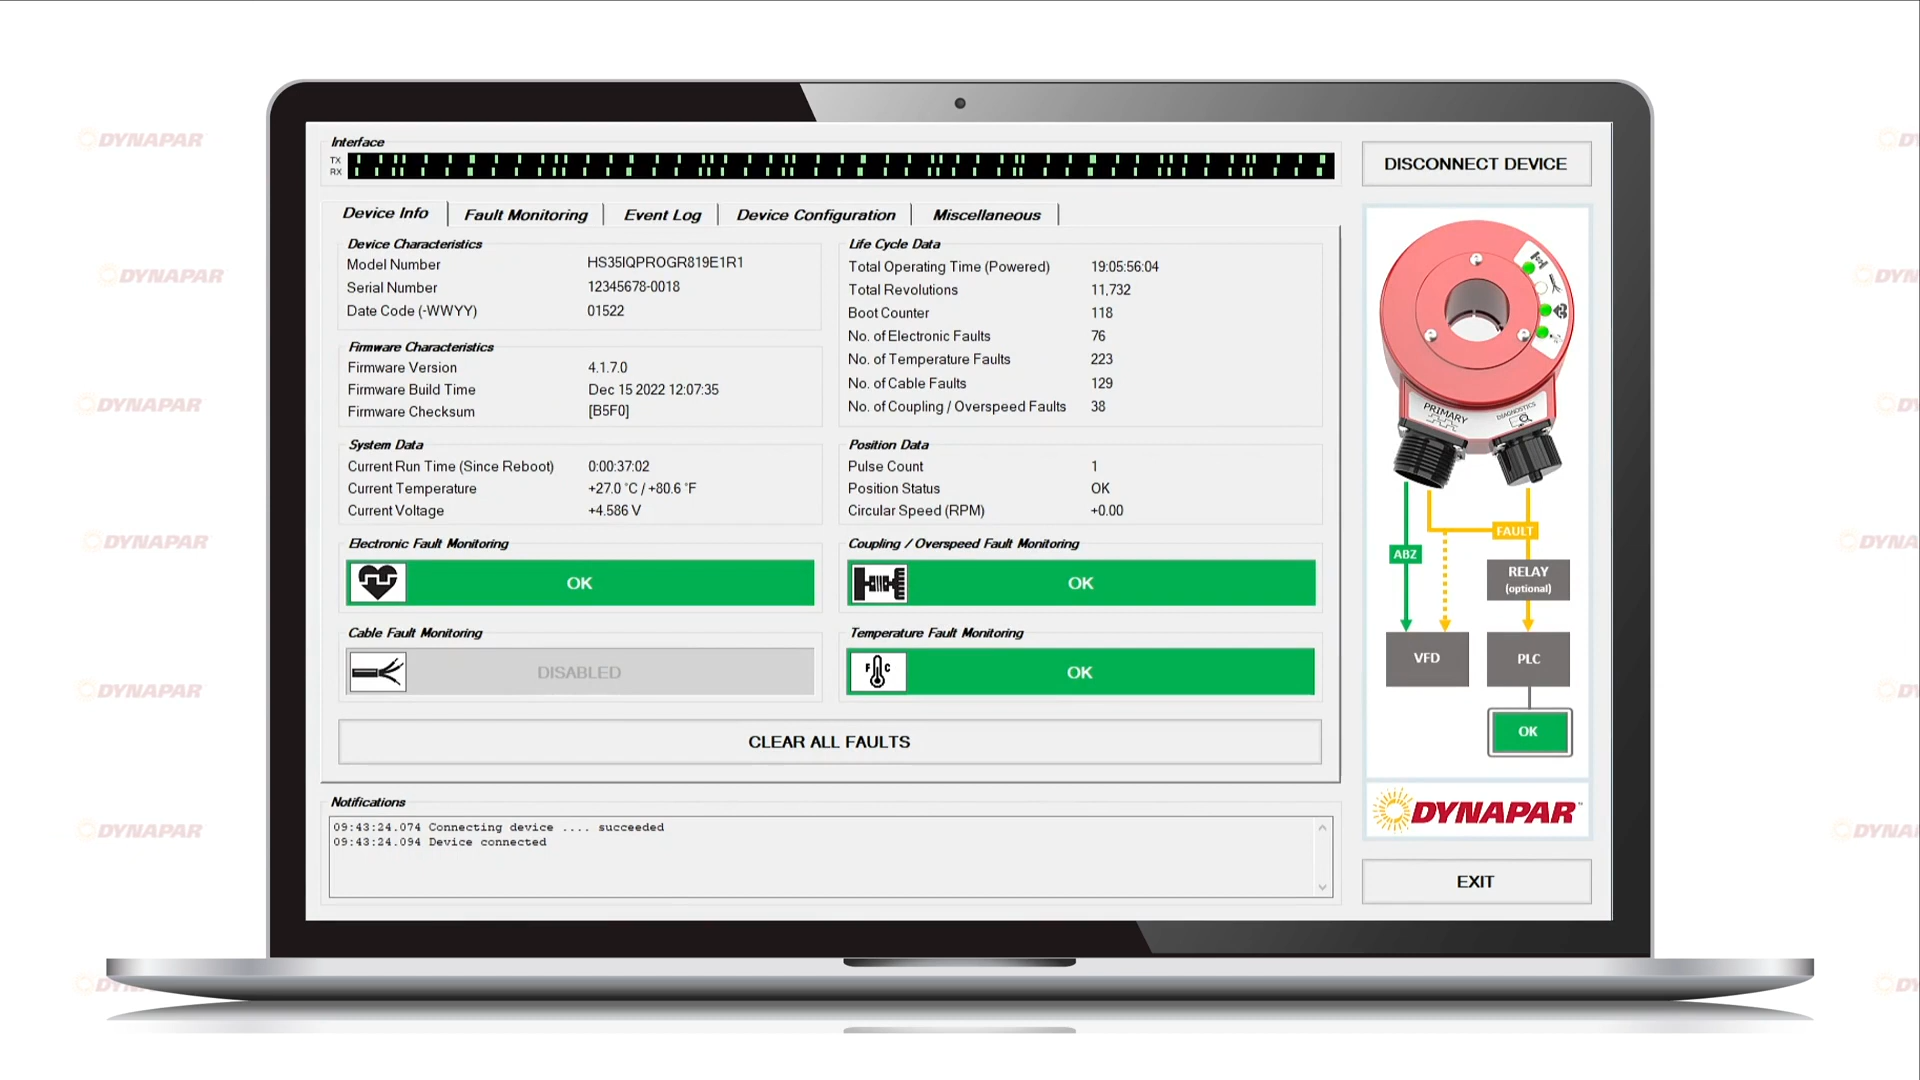 Interface
TX
RX
DISCONNECT DEVICE
Device Info
Fault Monitoring
Event Log
Device Configuration
Miscellaneous
Device Characteristics
Model Number HS35IQPROGR819E1R1
Serial Number 12345678-0018
Date Code (-WWYY) 01522
Firmware Characteristics
Firmware Version 4.1.7.0
Firmware Build Time Dec 15 2022 12:07:35
Firmware Checksum [B5F0]
System Data
Current Run Time (Since Reboot) 0:00:37:02
Current Temperature +27.0 °C / +80.6 °F
Current Voltage +4.586 V
Life Cycle Data
Total Operating Time (Powered) 19:05:56:04
Total Revolutions 11,732
Boot Counter 118
No. of Electronic Faults 76
No. of Temperature Faults 223
No. of Cable Faults 129
No. of Coupling / Overspeed Faults 38
Position Data
Pulse Count 1
Position Status OK
Circular Speed (RPM) +0.00
Electronic Fault Monitoring
OK
Coupling / Overspeed Fault Monitoring
OK
Cable Fault Monitoring
DISABLED
Temperature Fault Monitoring
F C
OK
CLEAR ALL FAULTS
Notifications
09:43:24.074 Connecting device .... succeeded
09:43:24.094 Device connected
PRIMARY
DIAGNOSTICS
FAULT
ABZ
RELAY
(optional)
VFD
PLC
OK
DYNAPAR™
EXIT
DYNAPAR
DYNAPAR
DYNAPAR
DYNAPAR
DYNAPAR
DYNAPAR